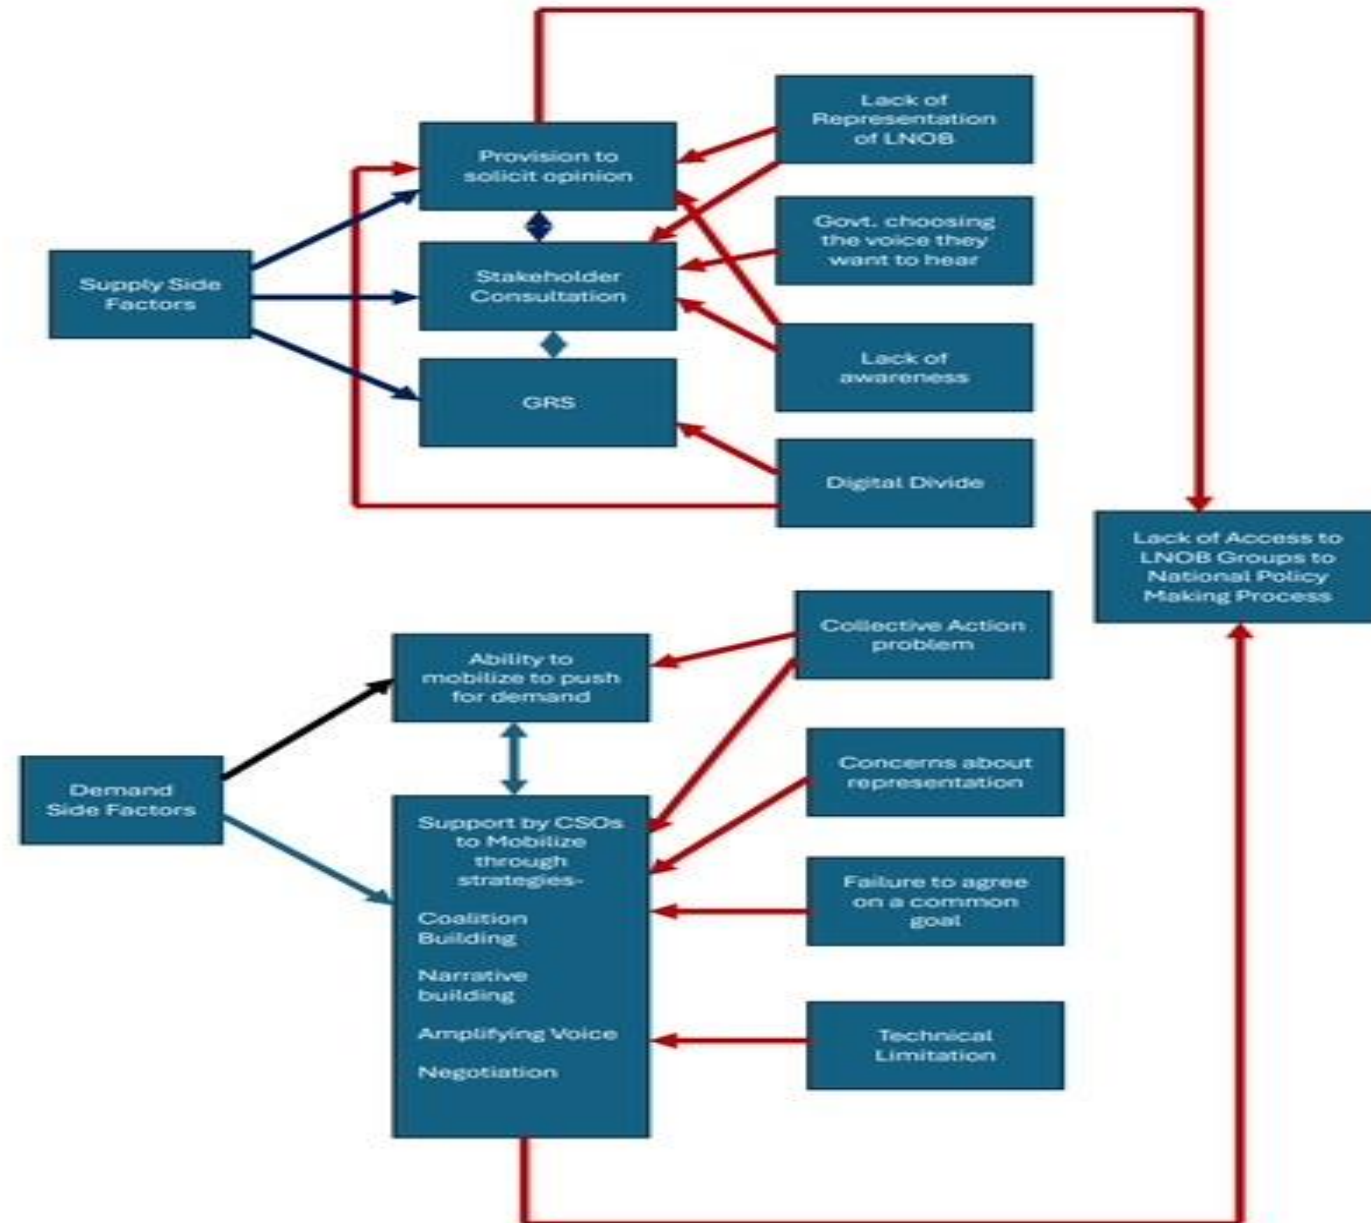 Lack of
Representation
of LNOB
Provision to
solicit opinion
Govt. choosing
the voice they
want to hear
Supply Side
Factors
Stakeholder
Consultation
Lack of
awareness
GRS
Digital Divide
Lack of Access to
LNOB Groups to
National Policy
Making Process
Collective Action
problem
Ability to
mobilize to push
for demand
Concerns about
representation
Demand
Side Factors
Support by CSOs
to Mobilize
through
strategies-
Coalition
Building
Narrative
building
Amplifying Voice
Negotiation
Failure to agree
on a common
goal
Technical
Limitation